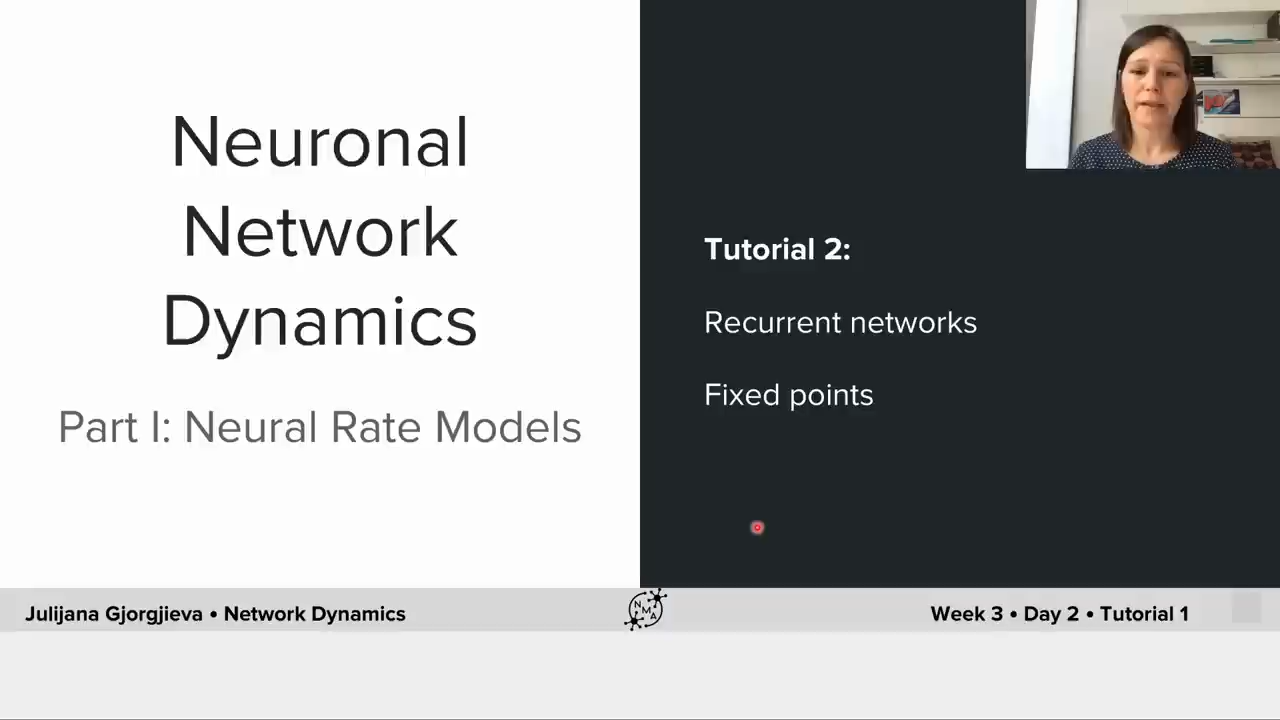 Neuronal
Network
Dynamics
Part I: Neural Rate Models
Tutorial 2:
Recurrent networks
Fixed points
Julijana Gjorgjieva • Network Dynamics
N
M
A
Week 3 • Day 2 • Tutorial 1